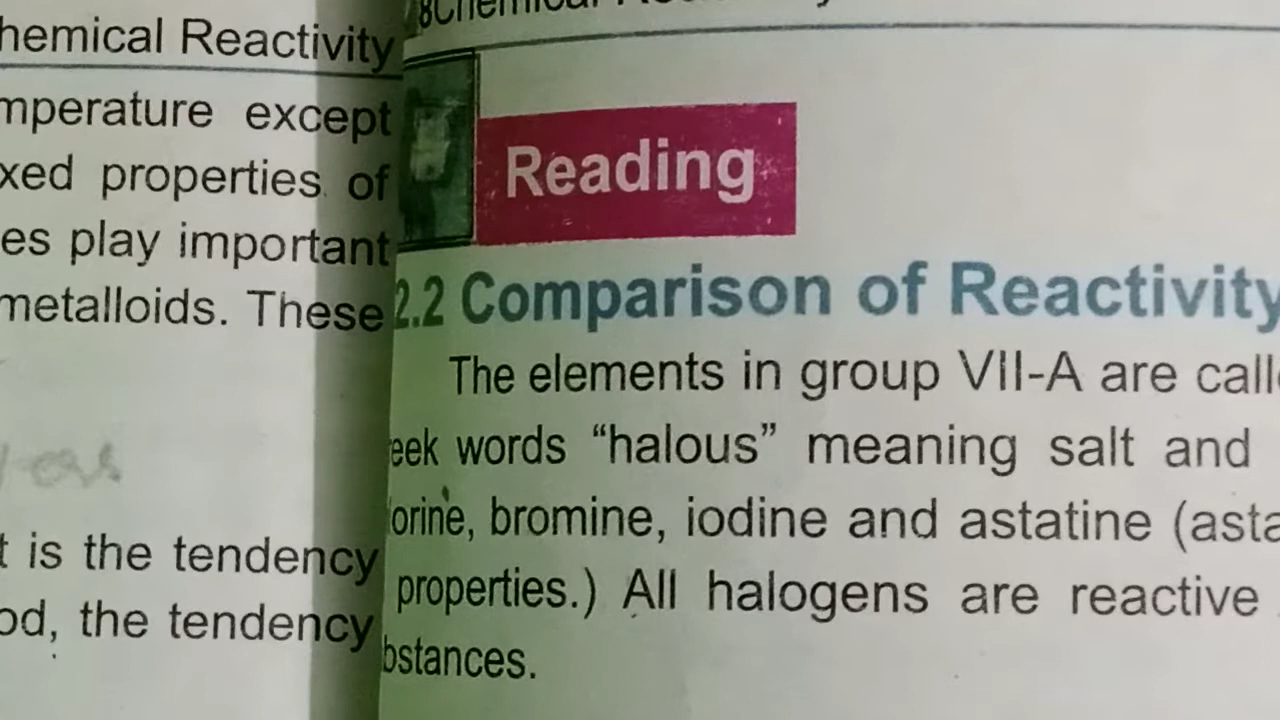 hemical Reactivity
mperature except
xed properties of
es play important
metalloids. These
t is the tendency
od, the tendency
Reading
2.2 Comparison of Reactivity
The elements in group VII-A are calle
eek words “halous” meaning salt and
orine, bromine, iodine and astatine (asta
properties.) All halogens are reactive
bstances.